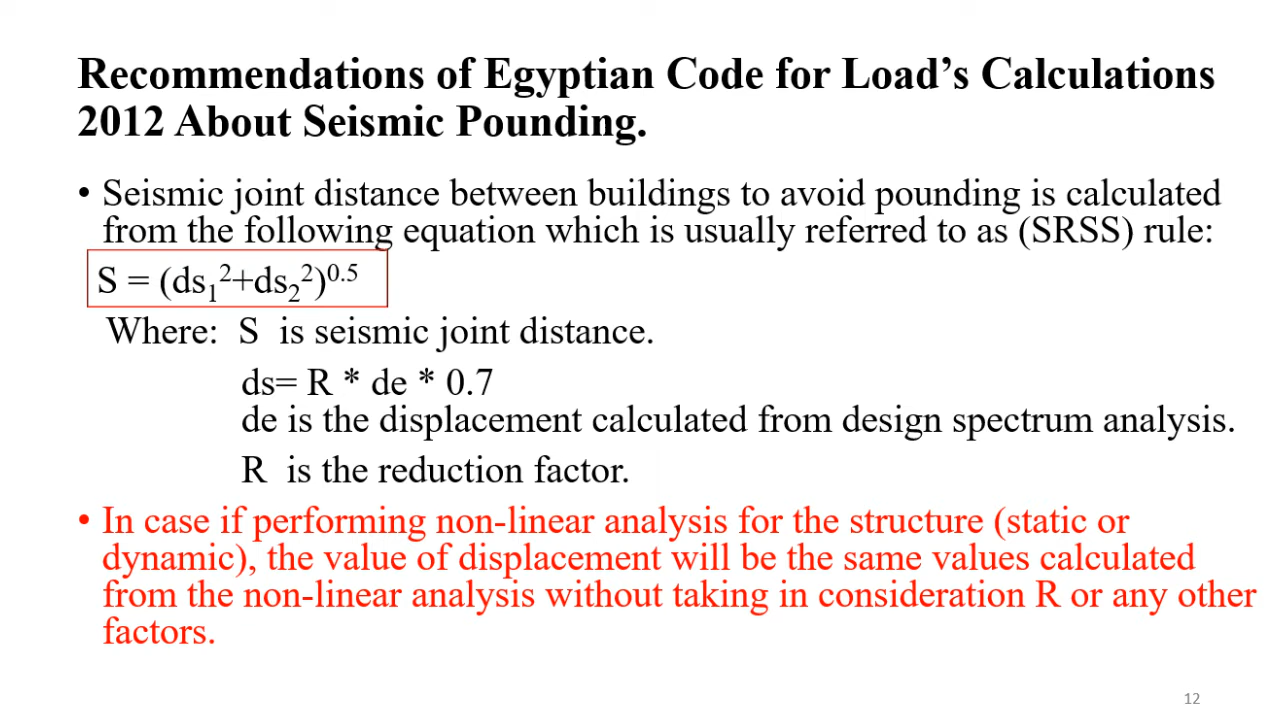 Recommendations of Egyptian Code for Load’s Calculations
2012 About Seismic Pounding.
• Seismic joint distance between buildings to avoid pounding is calculated
from the following equation which is usually referred to as (SRSS) rule:
S = (ds₁²+ds₂²)⁰·⁵
Where: S is seismic joint distance.
ds= R * de * 0.7
de is the displacement calculated from design spectrum analysis.
R is the reduction factor.
• In case if performing non-linear analysis for the structure (static or
dynamic), the value of displacement will be the same values calculated
from the non-linear analysis without taking in consideration R or any other
factors.
12